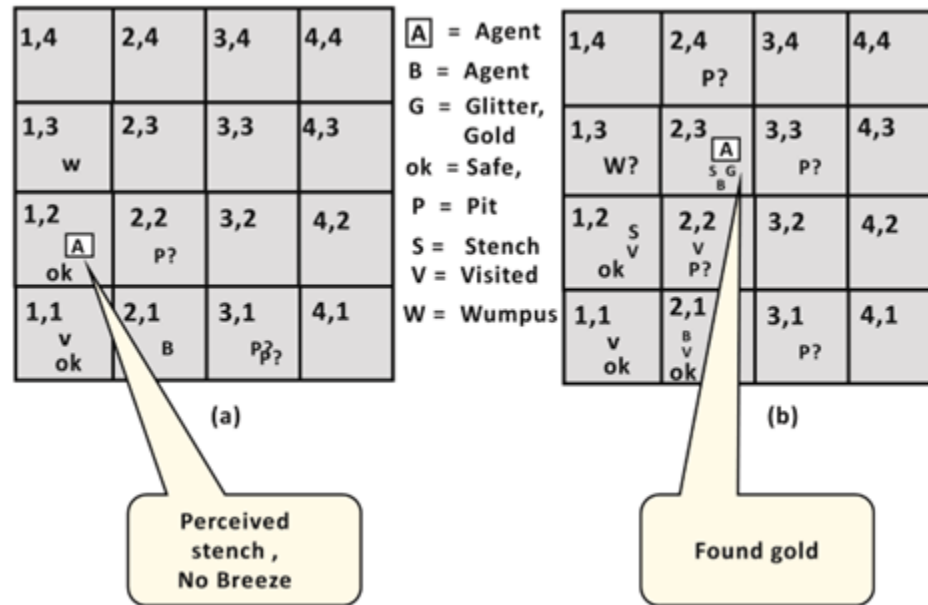 1,4 2,4 3,4 4,4
1,3 2,3 3,3 4,3
W
1,2 2,2 3,2 4,2
A
P?
ok
1,1 2,1 3,1 4,1
v
B
P?
P?
ok
(a)
Perceived
stench ,
No Breeze
A = Agent
B = Agent
G = Glitter,
Gold
ok = Safe,
P = Pit
S = Stench
V = Visited
W = Wumpus
1,4 2,4 3,4 4,4
P?
1,3 2,3 3,3 4,3
A
W?
S G
P?
B
1,2 2,2 3,2 4,2
S
V
V
ok
P?
1,1 2,1 3,1 4,1
B
v
V
P?
ok
ok
(b)
Found gold